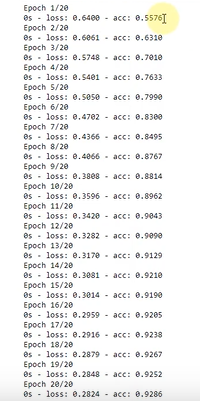 Epoch 1/20
0s - loss: 0.6400 - acc: 0.5576
Epoch 2/20
0s - loss: 0.6061 - acc: 0.6310
Epoch 3/20
0s - loss: 0.5748 - acc: 0.7010
Epoch 4/20
0s - loss: 0.5401 - acc: 0.7633
Epoch 5/20
0s - loss: 0.5050 - acc: 0.7990
Epoch 6/20
0s - loss: 0.4702 - acc: 0.8300
Epoch 7/20
0s - loss: 0.4366 - acc: 0.8495
Epoch 8/20
0s - loss: 0.4066 - acc: 0.8767
Epoch 9/20
0s - loss: 0.3808 - acc: 0.8814
Epoch 10/20
0s - loss: 0.3596 - acc: 0.8962
Epoch 11/20
0s - loss: 0.3420 - acc: 0.9043
Epoch 12/20
0s - loss: 0.3282 - acc: 0.9090
Epoch 13/20
0s - loss: 0.3170 - acc: 0.9129
Epoch 14/20
0s - loss: 0.3081 - acc: 0.9210
Epoch 15/20
0s - loss: 0.3014 - acc: 0.9190
Epoch 16/20
0s - loss: 0.2959 - acc: 0.9205
Epoch 17/20
0s - loss: 0.2916 - acc: 0.9238
Epoch 18/20
0s - loss: 0.2879 - acc: 0.9267
Epoch 19/20
0s - loss: 0.2848 - acc: 0.9252
Epoch 20/20
0s - loss: 0.2824 - acc: 0.9286